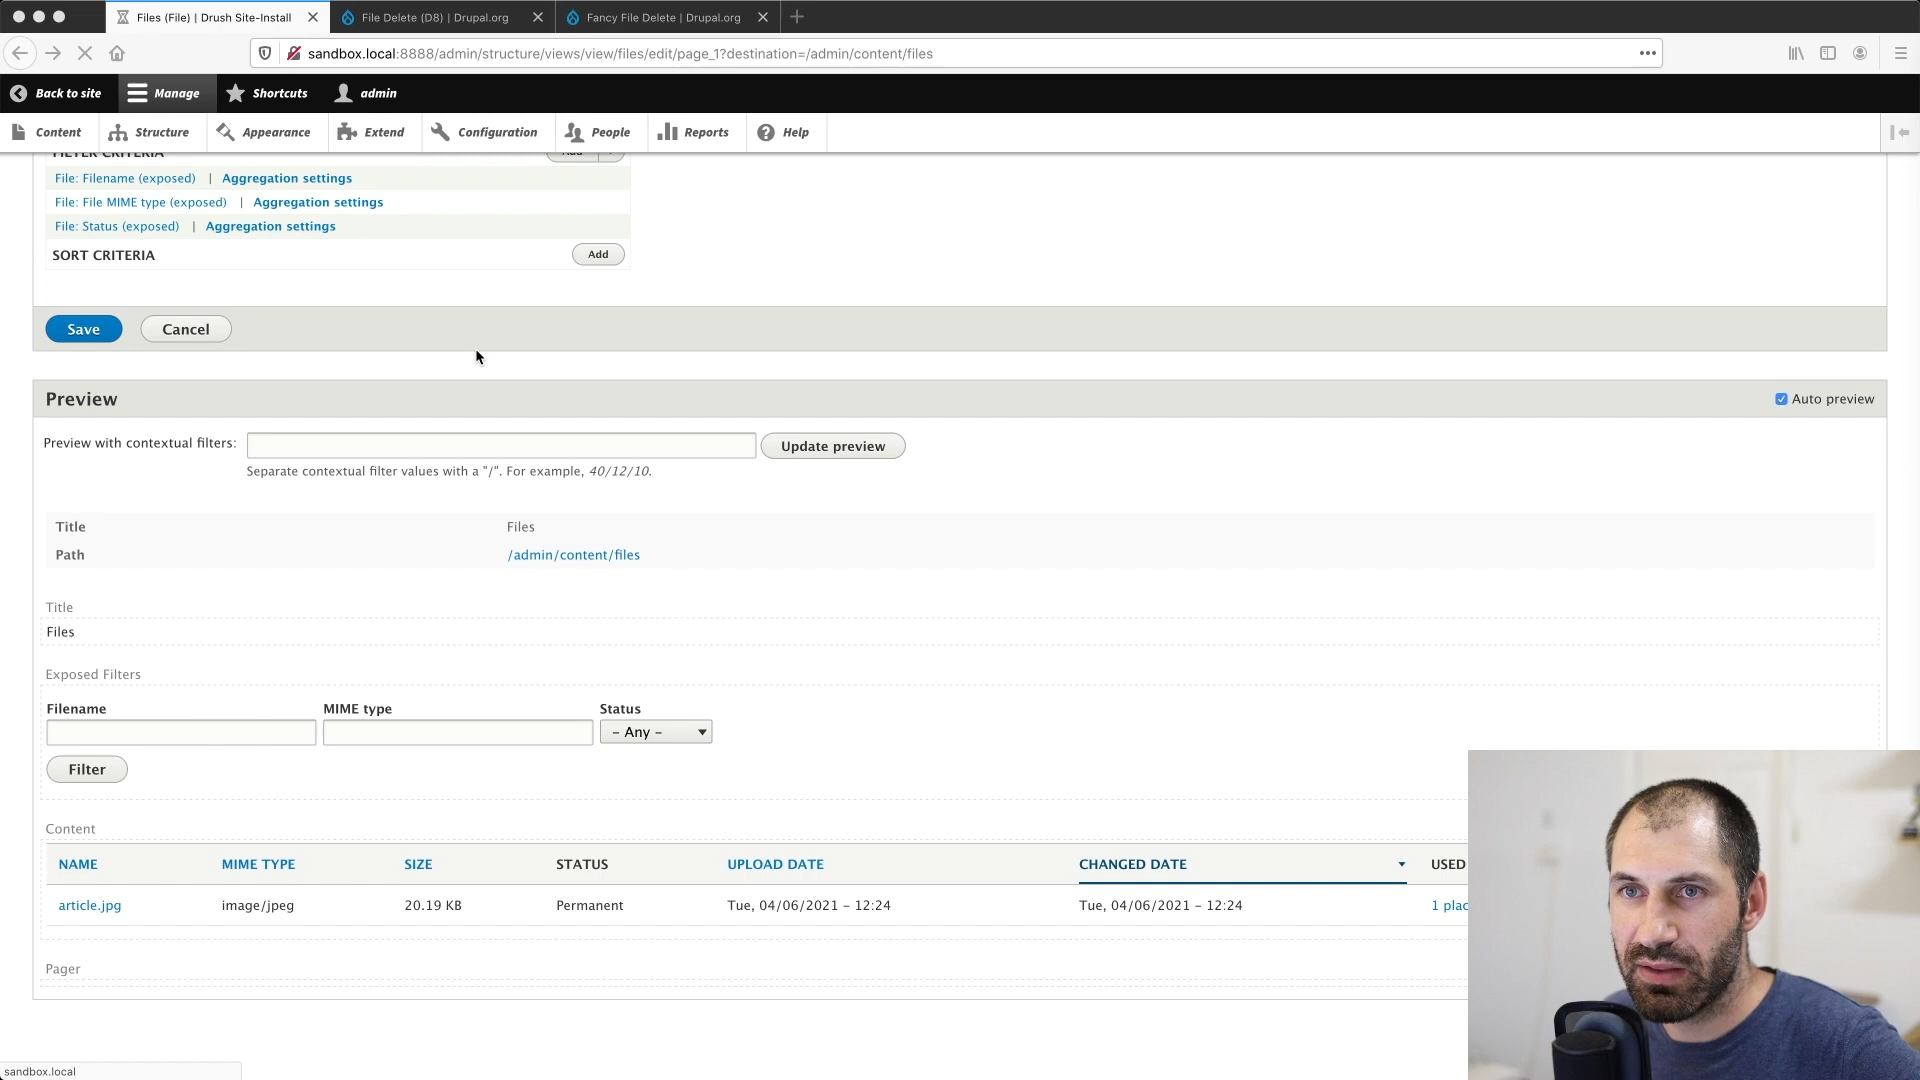 Files (File) | Drush Site-Install
File Delete (D8) | Drupal.org
Fancy File Delete | Drupal.org
sandbox.local:8888/admin/structure/views/view/files/edit/page_1?destination=/admin/content/files
Back to site
Manage
Shortcuts
admin
Content
Structure
Appearance
Extend
Configuration
People
Reports
Help
FILTER CRITERIA
Add
File: Filename (exposed) | Aggregation settings
File: File MIME type (exposed) | Aggregation settings
File: Status (exposed) | Aggregation settings
SORT CRITERIA
Add
Save
Cancel
Preview
Auto preview
Preview with contextual filters:
Update preview
Separate contextual filter values with a "/". For example, 40/12/10.
Title Files
Path /admin/content/files
Title
Files
Exposed Filters
Filename MIME type Status
- Any -
Filter
Content
NAME MIME TYPE SIZE STATUS UPLOAD DATE CHANGED DATE USED
article.jpg image/jpeg 20.19 KB Permanent Tue, 04/06/2021 - 12:24 Tue, 04/06/2021 - 12:24 1 plac
Pager
sandbox.local